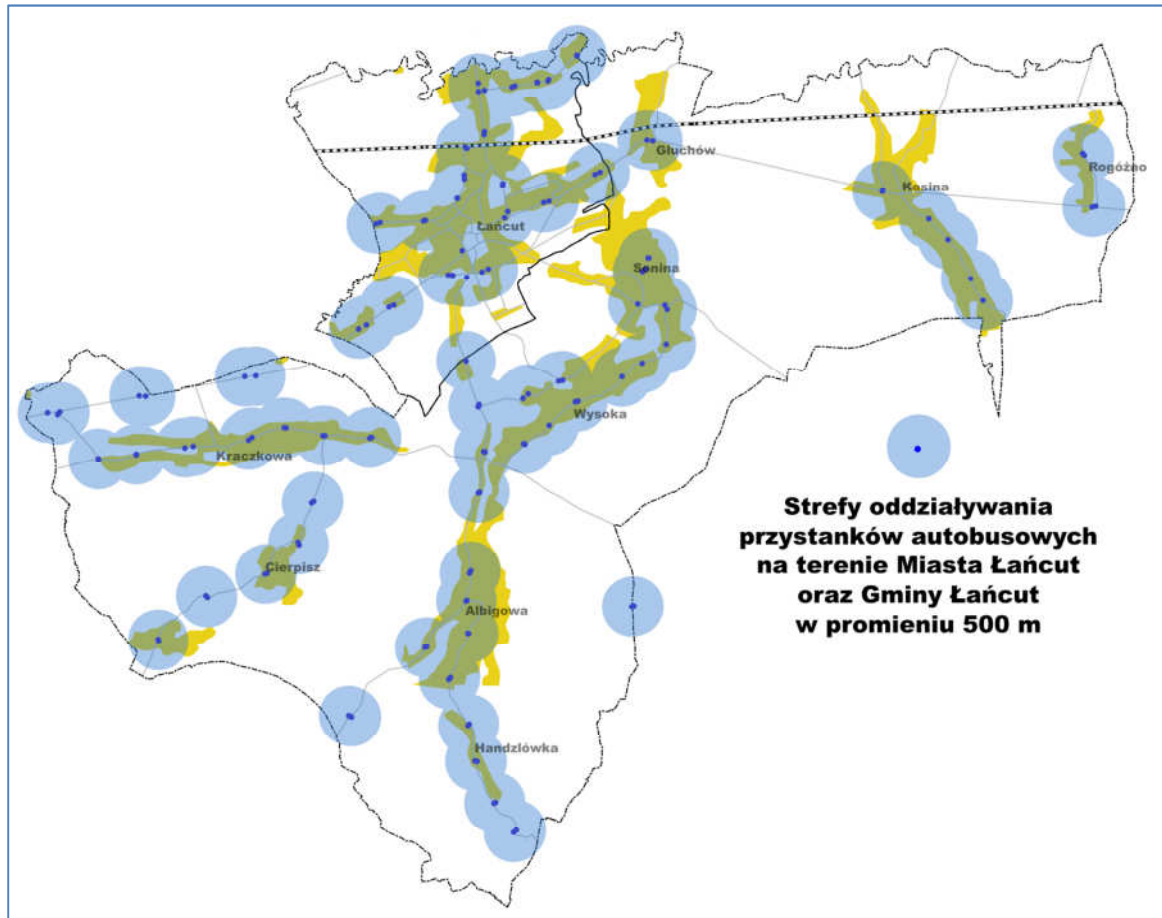 Głuchów
Rogóżno
Kosina
Łańcut
Sonina
Wysoka
Kraczkowa
Strefy oddziaływania
przystanków autobusowych
na terenie Miasta Łańcut
oraz Gminy Łańcut
w promieniu 500 m
Cierpisz
Albigowa
Handzlówka